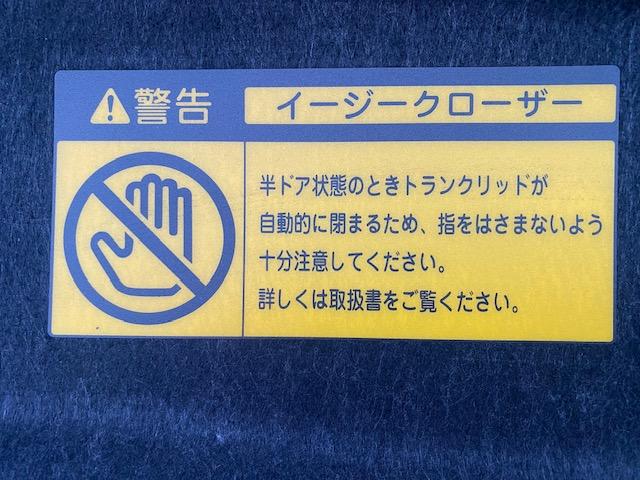 警告
イージークローザー
半ドア状態のときトランクリッドが
自動的に閉まるため、指をはさまないよう
十分注意してください。
詳しくは取扱書をご覧ください。